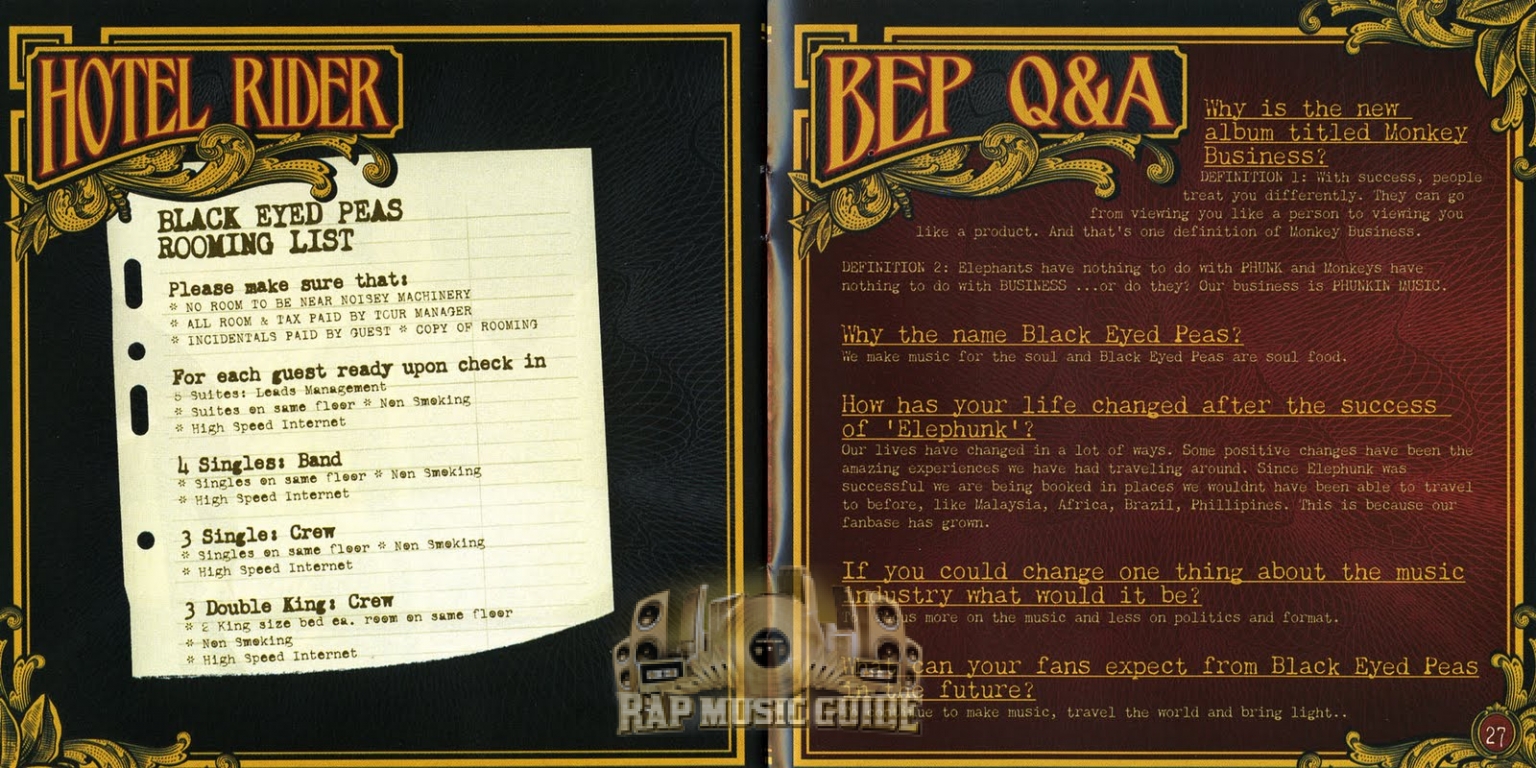 HOTEL RIDER
BLACK EYED PEAS
ROOMING LIST
Please make sure that:
* NO ROOM TO BE NEAR NOISEY MACHINERY
* ALL ROOM & TAX PAID BY TOUR MANAGER
* INCIDENTALS PAID BY GUEST * COPY OF ROOMING
For each guest ready upon check in
5 Suites: Leads Management
* Suites on same floor * Non Smoking
* High Speed Internet
4 Singles: Band
* Singles on same floor * Non Smoking
* High Speed Internet
3 Single: Crew
* Singles on same floor * Non Smoking
* High Speed Internet
3 Double King: Crew
* 2 King size bed ea. room on same floor
* Non Smoking
* High Speed Internet
BEP Q&A
Why is the new
album titled Monkey
Business?
DEFINITION 1: With success, people
treat you differently. They can go
from viewing you like a person to viewing you
like a product. And that's one definition of Monkey Business.
DEFINITION 2: Elephants have nothing to do with PHUNK and Monkeys have
nothing to do with BUSINESS ...or do they? Our business is PHUNKIN MUSIC.
Why the name Black Eyed Peas?
We make music for the soul and Black Eyed Peas are soul food.
How has your life changed after the success
of 'Elephunk'?
Our lives have changed in a lot of ways. Some positive changes have been the
amazing experiences we have had traveling around. Since Elephunk was
successful we are being booked in places we wouldnt have been able to travel
to before, like Malaysia, Africa, Brazil, Phillipines. This is because our
fanbase has grown.
If you could change one thing about the music
industry what would it be?
more on the music and less on politics and format.
can your fans expect from Black Eyed Peas
in the future?
to make music, travel the world and bring light..
27
RAP MUSIC GUIDE